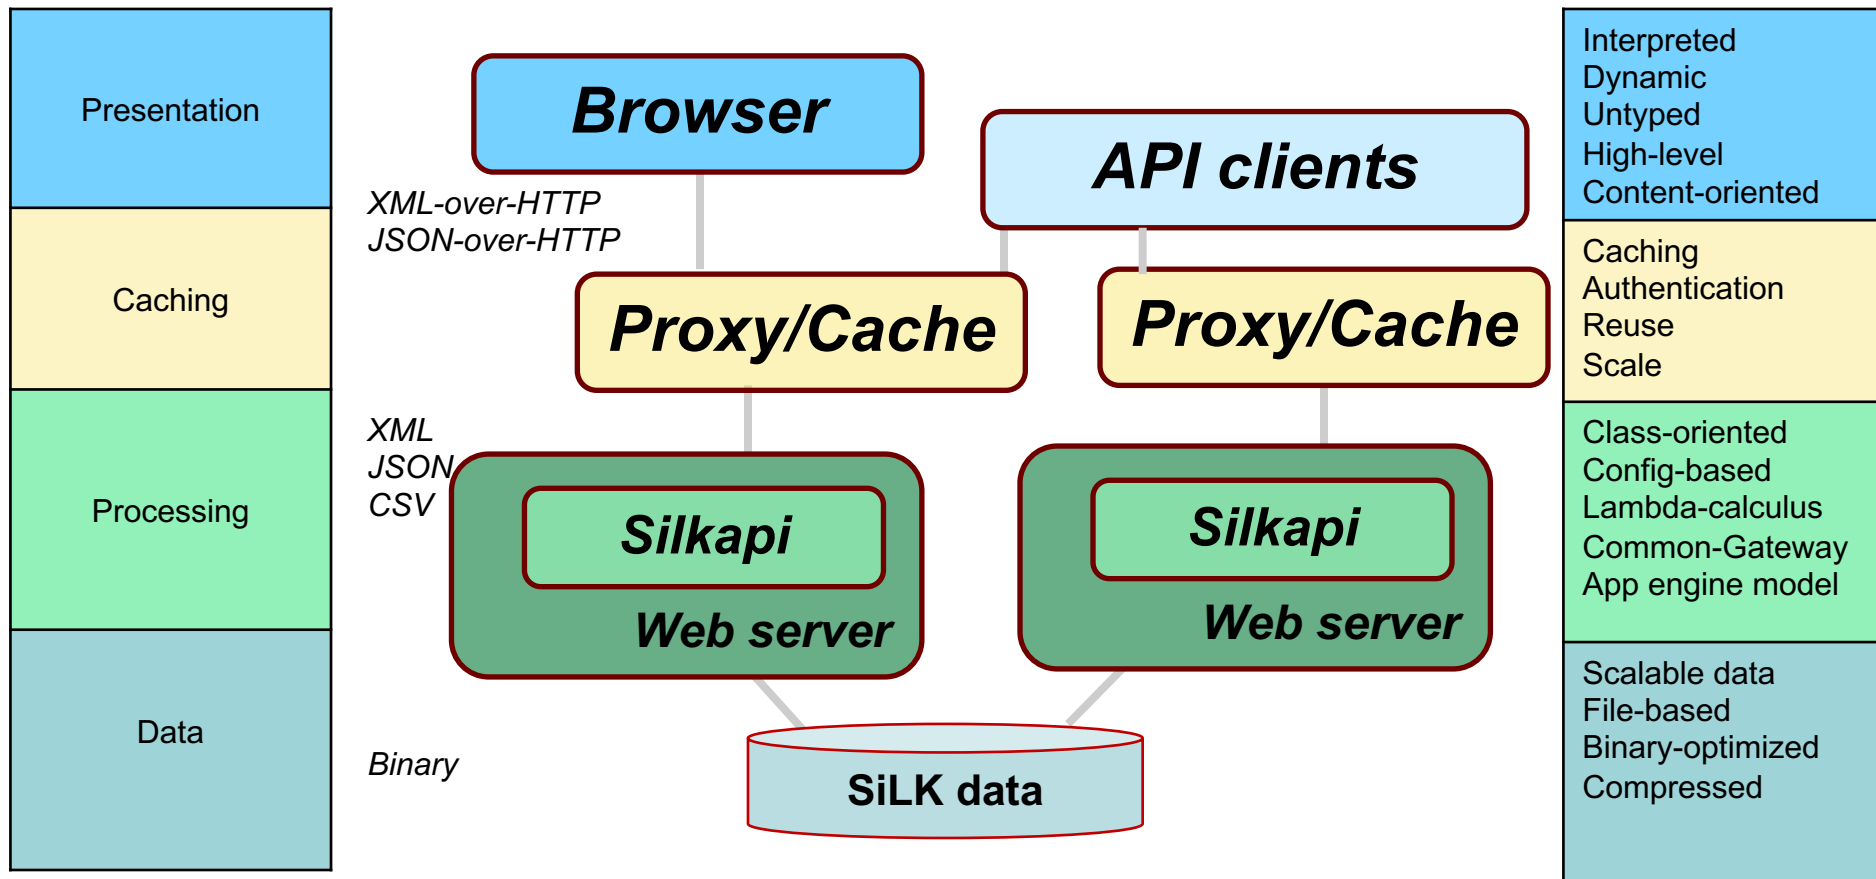 Presentation
Caching
Processing
Data
Browser
API clients
XML-over-HTTP
JSON-over-HTTP
Proxy/Cache
Proxy/Cache
XML
JSON
CSV
Silkapi
Web server
Silkapi
Web server
Binary
SiLK data
Interpreted
Dynamic
Untyped
High-level
Content-oriented
Caching
Authentication
Reuse
Scale
Class-oriented
Config-based
Lambda-calculus
Common-Gateway
App engine model
Scalable data
File-based
Binary-optimized
Compressed